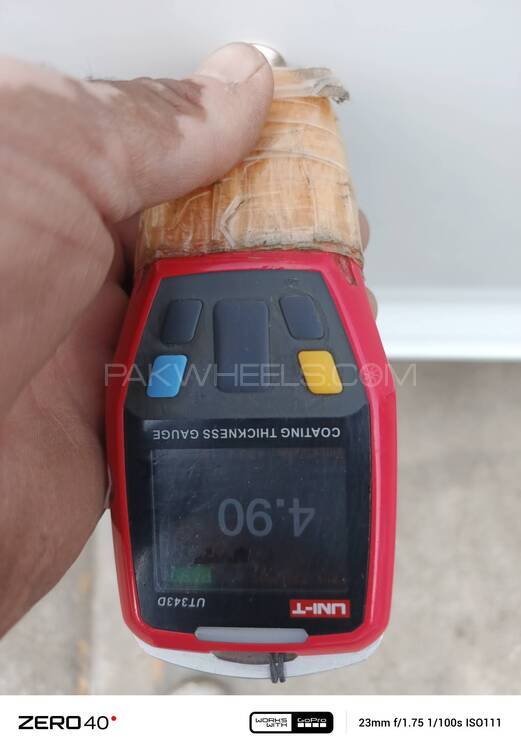 PAKWHEELS.COM
UNI-T UT343D
4.90
COATING THICKNESS GAUGE
ZERO 40
WORKS WITH GoPro
23mm f/1.75 1/100s ISO111